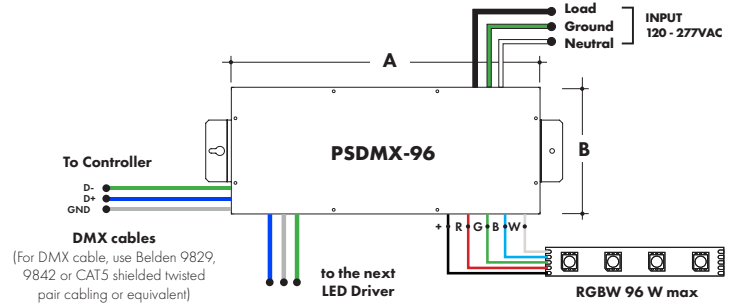 Load
Ground
Neutral
INPUT
120 - 277VAC
A
B
PSDMX-96
To Controller
D-
D+
GND
DMX cables
(For DMX cable, use Belden 9829,
9842 or CAT5 shielded twisted
pair cabling or equivalent)
to the next
LED Driver
+ R G B W
RGBW 96 W max